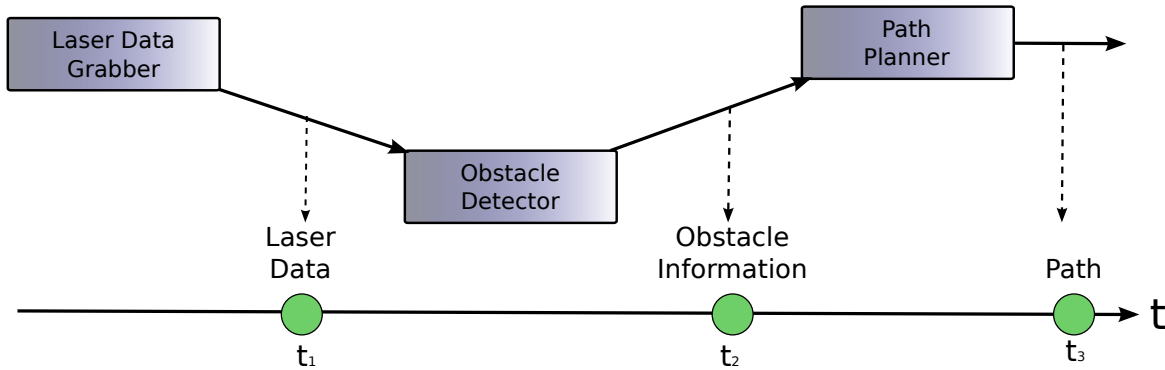 Laser Data
Grabber
Obstacle
Detector
Path
Planner
Laser
Data
Obstacle
Information
Path
t
t₁
t₂
t₃